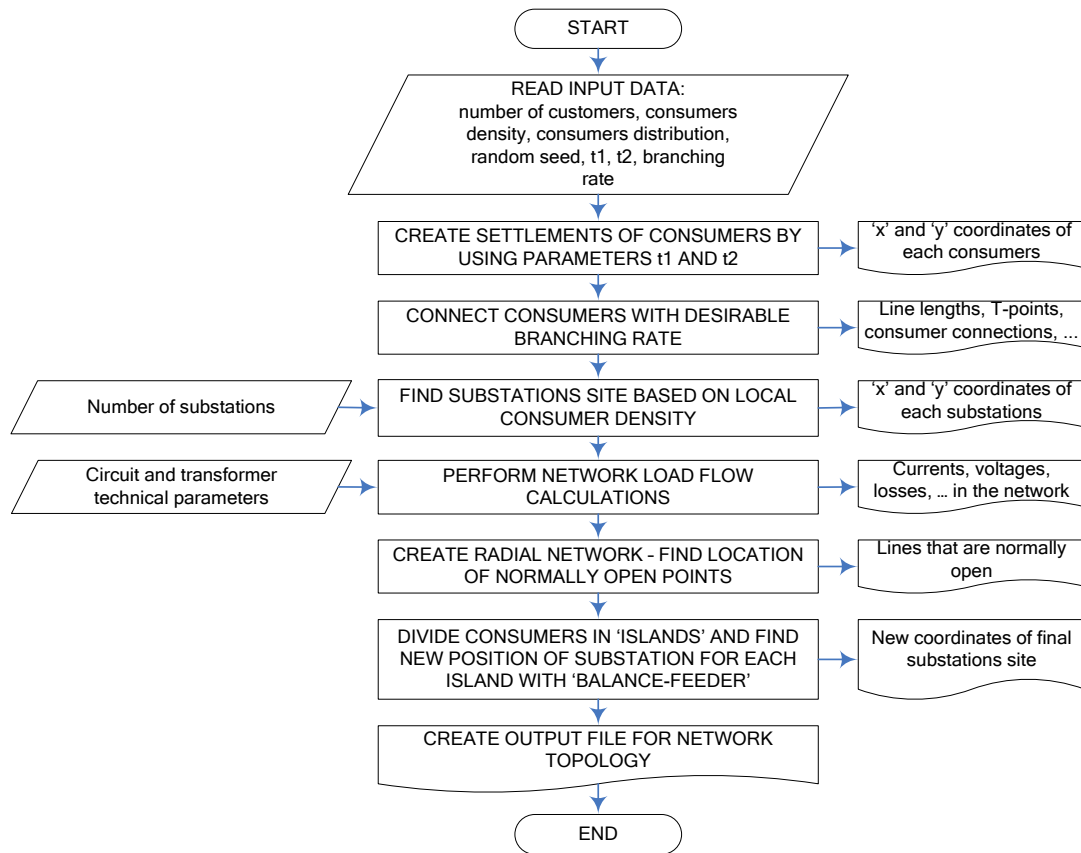 START
READ INPUT DATA:
number of customers, consumers
density, consumers distribution,
random seed, t1, t2, branching
rate
CREATE SETTLEMENTS OF CONSUMERS BY
USING PARAMETERS t1 AND t2
‘x’ and ‘y’ coordinates of
each consumers
CONNECT CONSUMERS WITH DESIRABLE
BRANCHING RATE
Line lengths, T-points,
consumer connections, ...
Number of substations
FIND SUBSTATIONS SITE BASED ON LOCAL
CONSUMER DENSITY
‘x’ and ‘y’ coordinates of
each substations
Circuit and transformer
technical parameters
PERFORM NETWORK LOAD FLOW
CALCULATIONS
Currents, voltages,
losses, ... in the network
CREATE RADIAL NETWORK - FIND LOCATION
OF NORMALLY OPEN POINTS
Lines that are normally
open
DIVIDE CONSUMERS IN ‘ISLANDS’ AND FIND
NEW POSITION OF SUBSTATION FOR EACH
ISLAND WITH ‘BALANCE-FEEDER’
New coordinates of final
substations site
CREATE OUTPUT FILE FOR NETWORK
TOPOLOGY
END